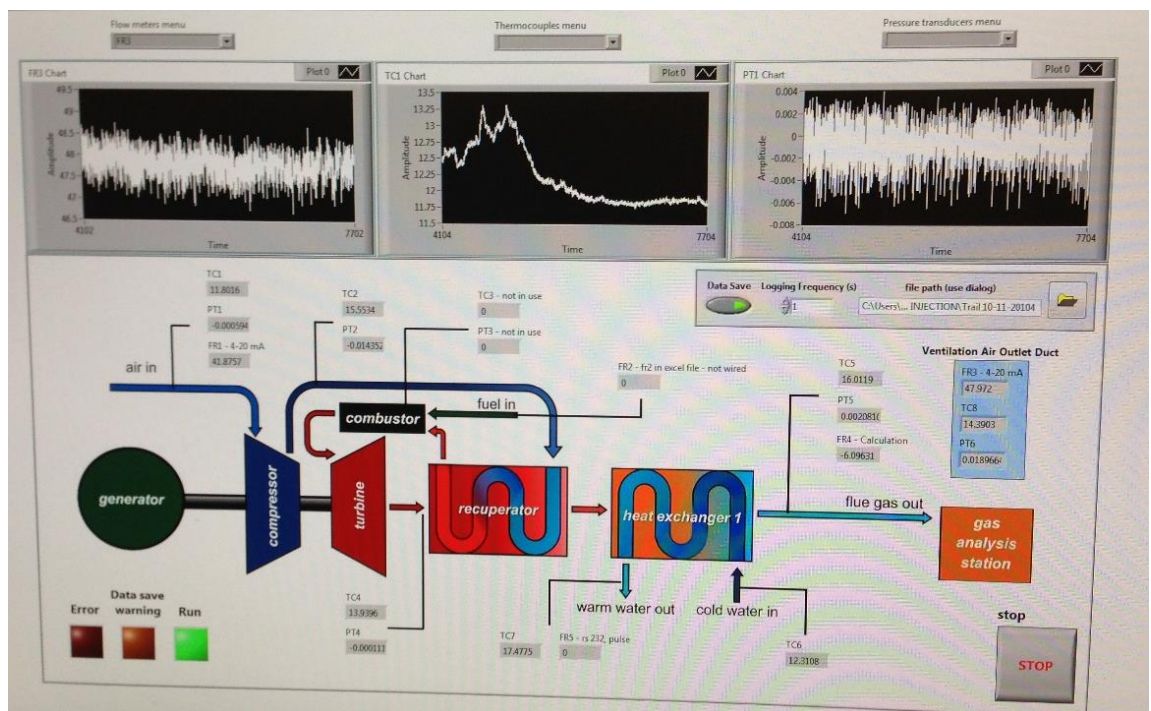 Flow meters menu
FR3
Thermocouples menu
Pressure transducers menu
FR3 Chart
Plot 0
49.5
49
48.5
48
47.5
47
46.5
Amplitude
4102
7702
Time
TC1 Chart
Plot 0
13.5
13.25
13
12.75
12.5
12.25
12
11.75
11.5
Amplitude
4104
7704
Time
PT1 Chart
Plot 0
0.004
0.002
0
-0.002
-0.004
-0.006
-0.008
Amplitude
4104
7704
Time
Data Save
Logging Frequency (s)
1
file path (use dialog)
C:\Users\... INJECTION\Trail 10-11-20104
TC1
11.8016
PT1
-0.000594
FR1 - 4-20 mA
41.8757
TC2
15.5534
PT2
-0.014352
TC3 - not in use
0
PT3 - not in use
0
FR2 - fr2 in excel file - not wired
0
TC5
16.0119
PT5
FR4 - Calculation
-6.09631
Ventilation Air Outlet Duct
FR3 - 4-20 mA
47.972
TC8
14.3903
PT6
air in
fuel in
combustor
generator
compressor
turbine
recuperator
heat exchanger 1
flue gas out
gas
analysis
station
warm water out
cold water in
Error
Data save
warning
Run
TC4
13.9396
PT4
TC7
17.4775
FR5 - rs 232, pulse
0
TC6
12.3108
stop
STOP